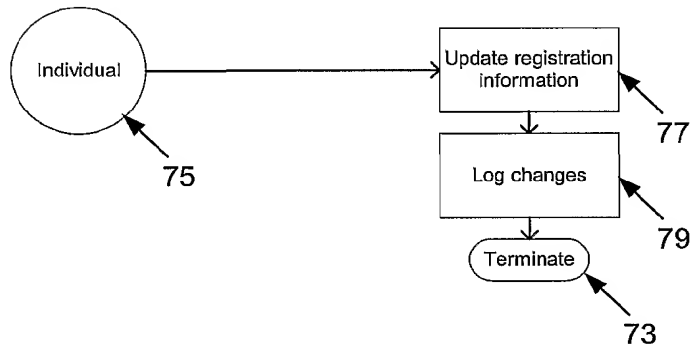 Individual
75
Update registration
information
77
Log changes
79
Terminate
73